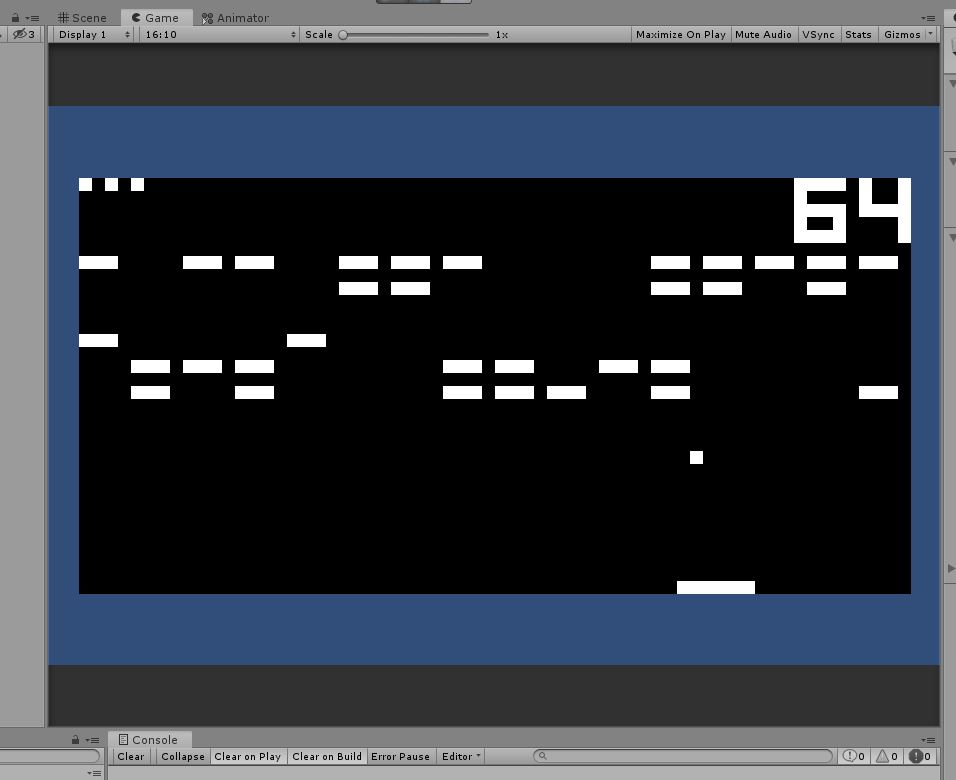 Scene Game Animator
3 Display 1 16:10 Scale 1x Maximize On Play Mute Audio VSync Stats Gizmos
64
Console
Clear Collapse Clear on Play Clear on Build Error Pause Editor 0 0 0